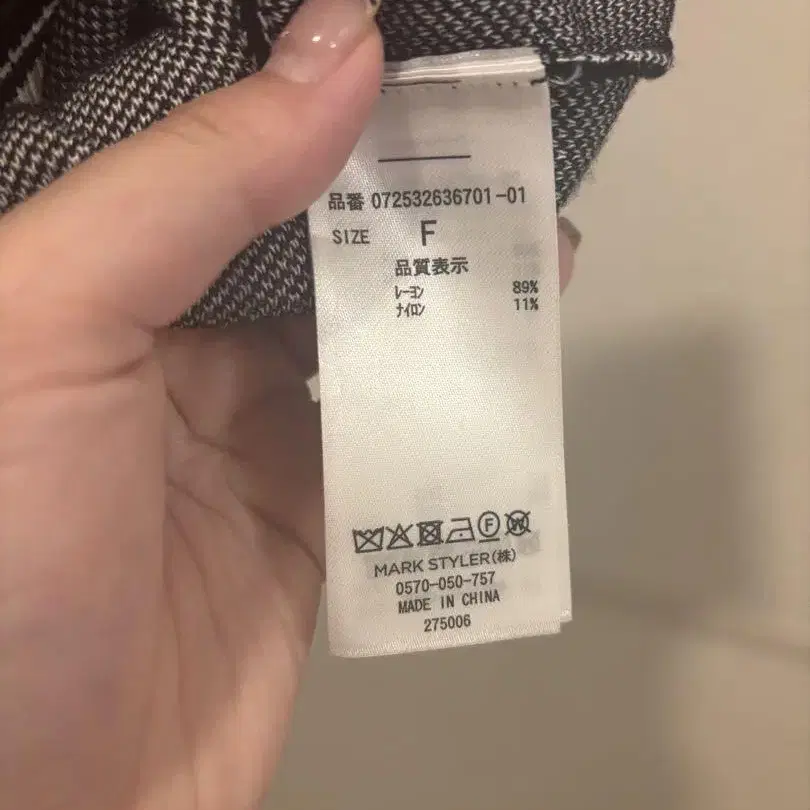 品番 072532636701-01
SIZE F
品質表示
レーヨン 89%
ナイロン 11%
F W
MARK STYLER(株)
0570-050-757
MADE IN CHINA
275006